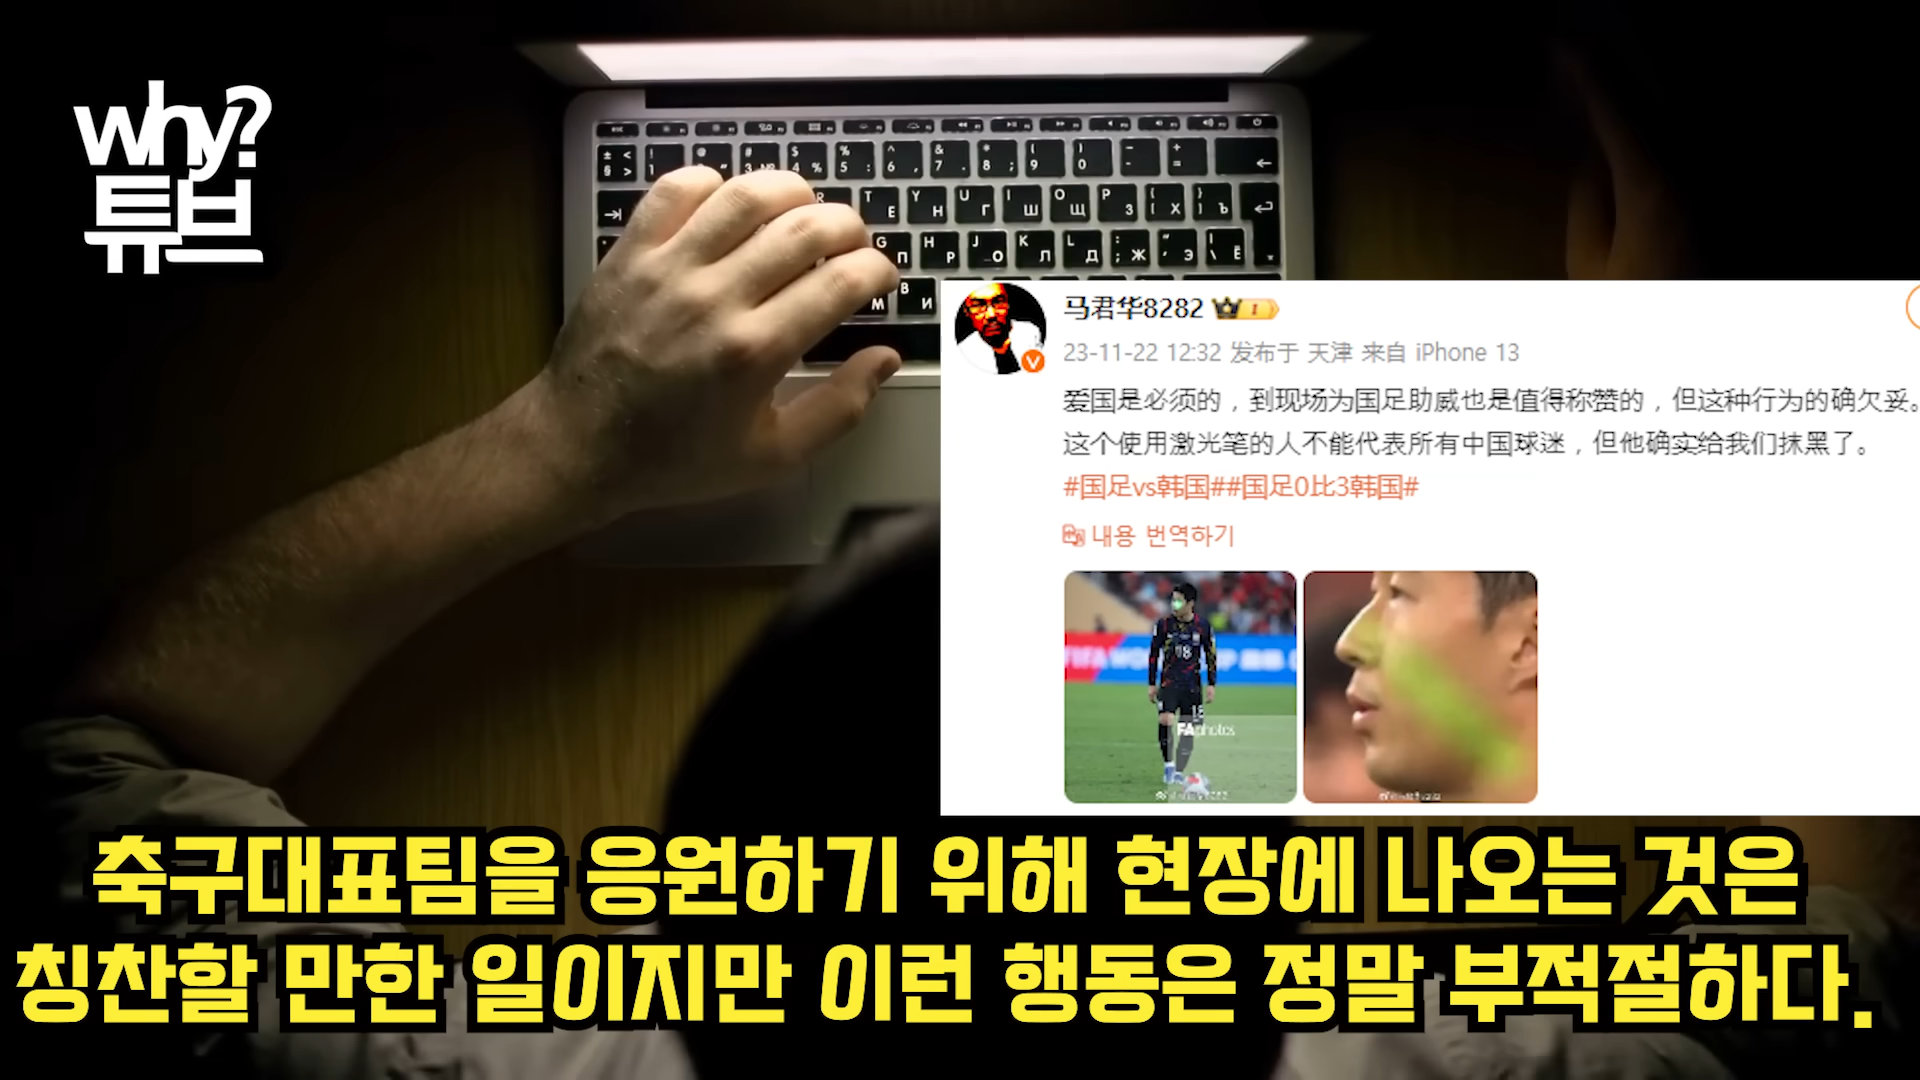 why?
튜브
马君华8282
23-11-22 12:32 发布于 天津 来自 iPhone 13
爱国是必须的，到现场为国足助威也是值得称赞的，但这种行为的确欠妥。
这个使用激光笔的人不能代表所有中国球迷，但他确实给我们抹黑了。
#国足vs韩国##国足0比3韩国#
内용 번역하기
18
FAphotos
축구대표팀을 응원하기 위해 현장에 나오는 것은
칭찬할 만한 일이지만 이런 행동은 정말 부적절하다.